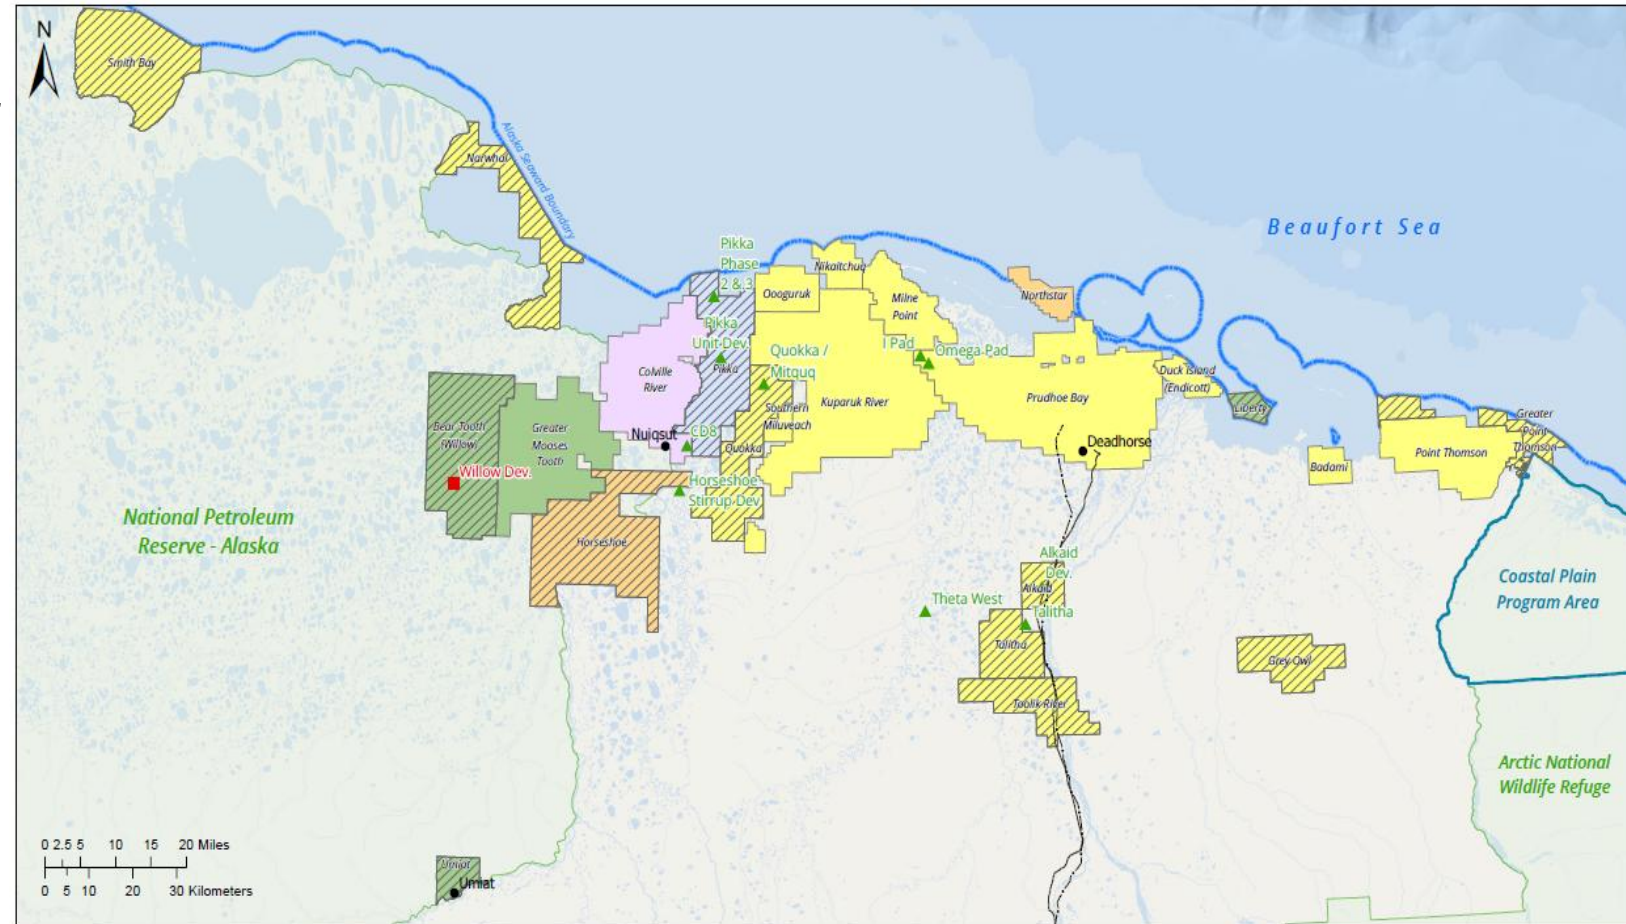 N
Smith Bay
Narwhal
Alaska Seaward Boundary
Beaufort Sea
Pikka
Phase
2 & 3
Nikaitchuq
Oooguruk
Milne
Point
Northstar
Pikka
Unit Dev.
Pikka
Quokka /
Mitquq
I Pad
Omega Pad
Colville
River
Duck Island
(Endicott)
Southern
Miluveach
Kuparuk River
Prudhoe Bay
Liberty
Greater
Point
Thomson
Bear Tooth
(Willow)
Greater
Mooses
Tooth
Nuiqsut
CD8
Quokka
Deadhorse
Badami
Point Thomson
Willow Dev.
Horseshoe
Stirrup Dev
National Petroleum
Reserve - Alaska
Horseshoe
Alkaid
Dev.
Alkaid
Coastal Plain
Program Area
Theta West
Talitha
Talitha
Grey Owl
Toolik River
Arctic National
Wildlife Refuge
0 2.5 5 10 15 20 Miles
0 5 10 20 30 Kilometers
Umiat
Umiat